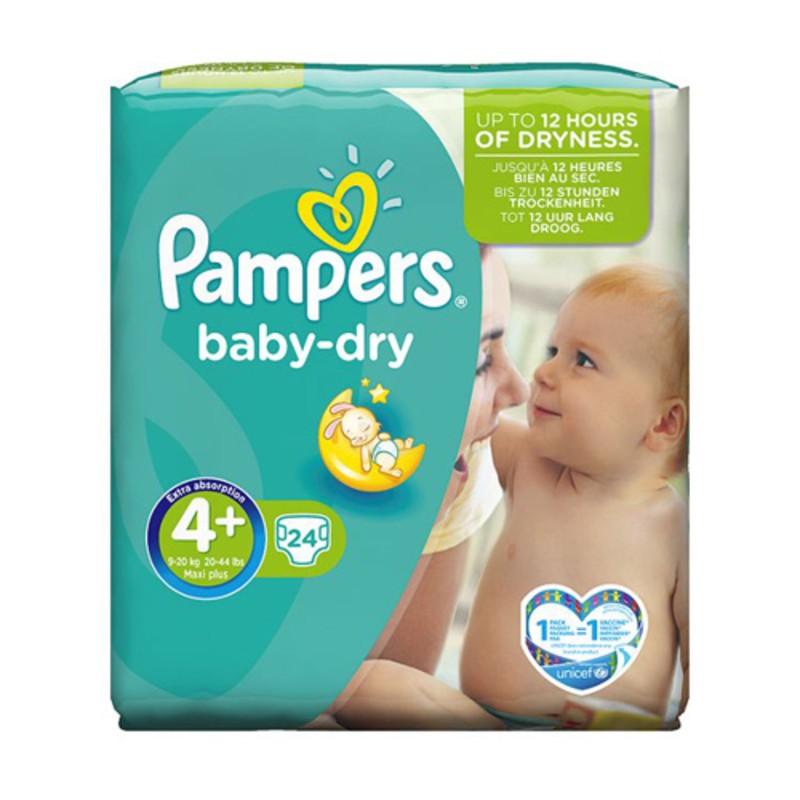 UP TO 12 HOURS
OF DRYNESS.
JUSQU'À 12 HEURES
BIEN AU SEC.
BIS ZU 12 STUNDEN
TROCKENHEIT.
TOT 12 UUR LANG
DROOG.
Pampers®
baby-dry
Extra absorption
4+
9-20 kg 20-44 lbs
Maxi plus
24
1 PACK = 1 VACCINE*
unicef